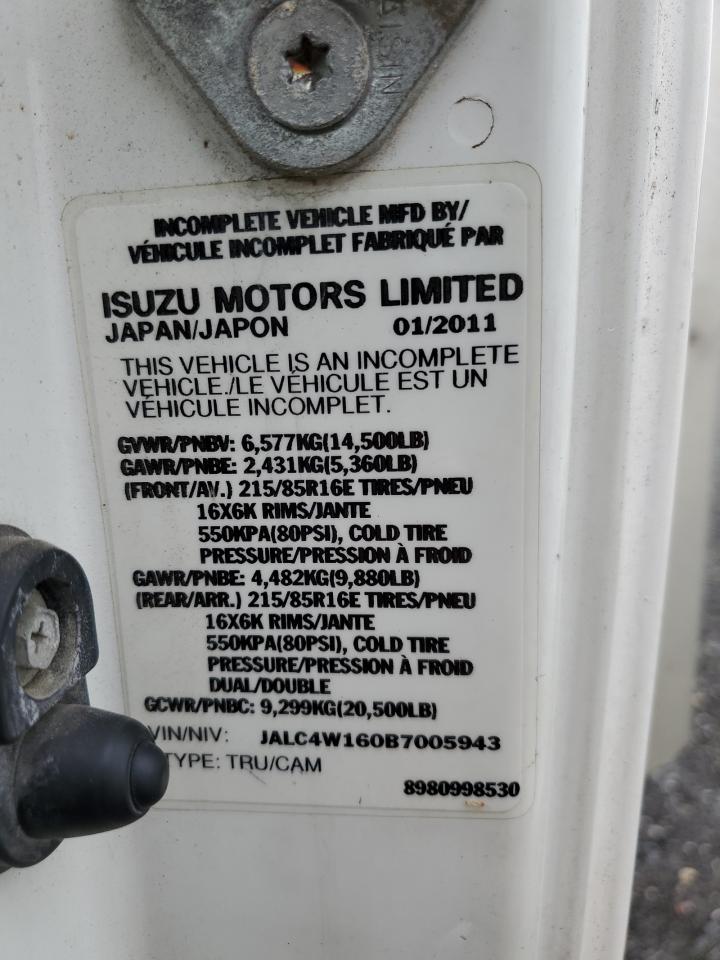 AISIN
INCOMPLETE VEHICLE MFD BY/
VÉHICULE INCOMPLET FABRIQUÉ PAR
ISUZU MOTORS LIMITED
JAPAN/JAPON 01/2011
THIS VEHICLE IS AN INCOMPLETE
VEHICLE./LE VÉHICULE EST UN
VÉHICULE INCOMPLET.
GVWR/PNBV: 6,577KG(14,500LB)
GAWR/PNBE: 2,431KG(5,360LB)
(FRONT/AV.) 215/85R16E TIRES/PNEU
16X6K RIMS/JANTE
550KPA(80PSI), COLD TIRE
PRESSURE/PRESSION À FROID
GAWR/PNBE: 4,482KG(9,880LB)
(REAR/ARR.) 215/85R16E TIRES/PNEU
16X6K RIMS/JANTE
550KPA(80PSI), COLD TIRE
PRESSURE/PRESSION À FROID
DUAL/DOUBLE
GCWR/PNBC: 9,299KG(20,500LB)
VIN/NIV: JALC4W160B7005943
TYPE: TRU/CAM
8980998530